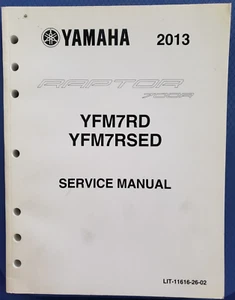 YAMAHA 2013
RAPTOR
700R
YFM7RD
YFM7RSED
SERVICE MANUAL
LIT-11616-26-02